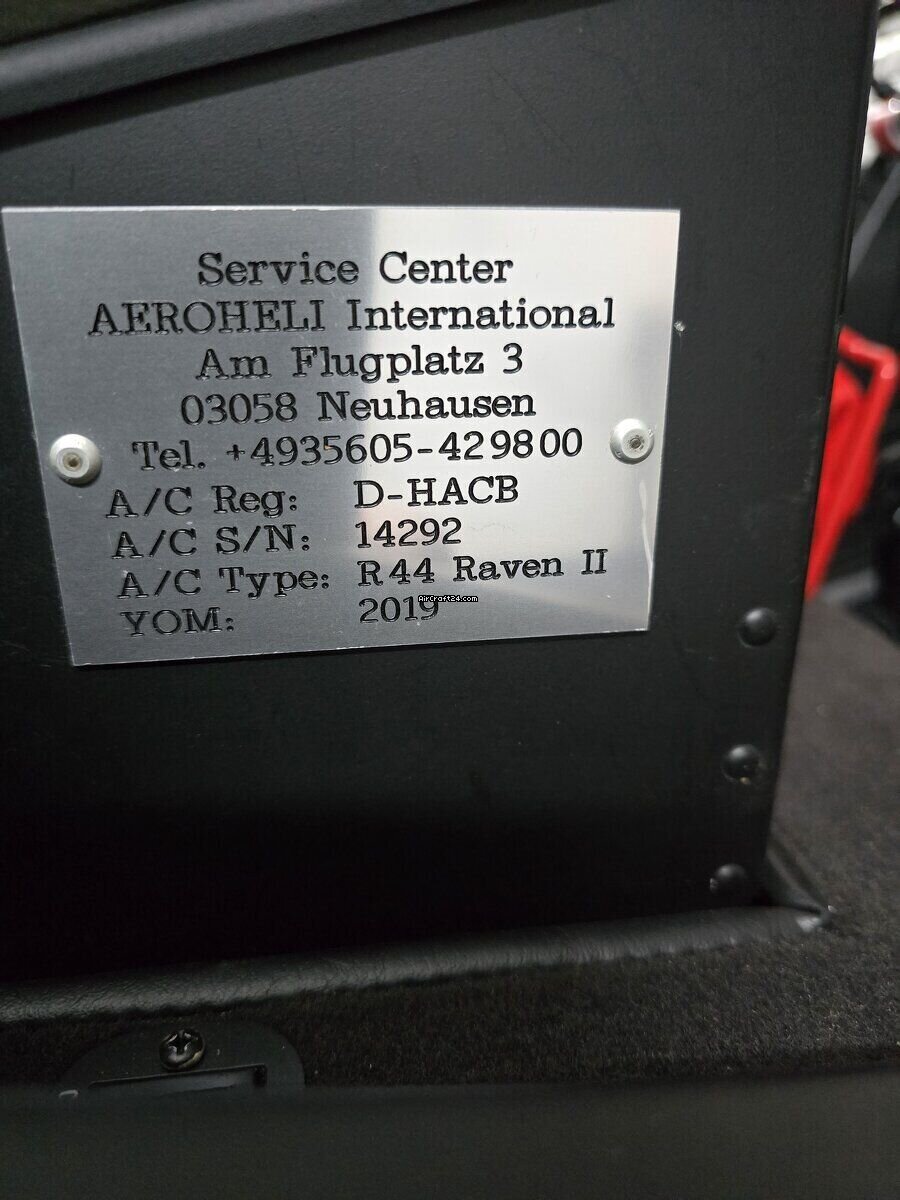 Service Center
AEROHELI International
Am Flugplatz 3
03058 Neuhausen
Tel. +4935605-429800
A/C Reg: D-HACB
A/C S/N: 14292
A/C Type: R44 Raven II
AirCraft24.com
YOM: 2019